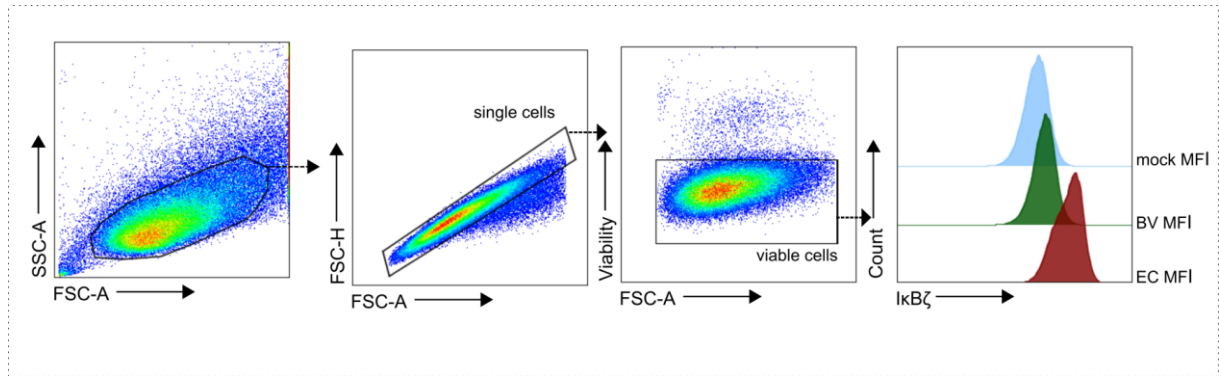 SSC-A
FSC-A
FSC-H
FSC-A
single cells
Viability
FSC-A
viable cells
Count
IκBζ
mock MFI
BV MFI
EC MFI